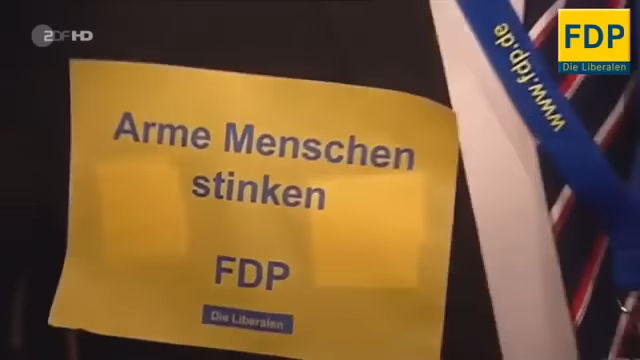 ZDF HD
FDP
Die Liberalen
www.fdp.de
Arme Menschen
stinken
FDP
Die Liberalen